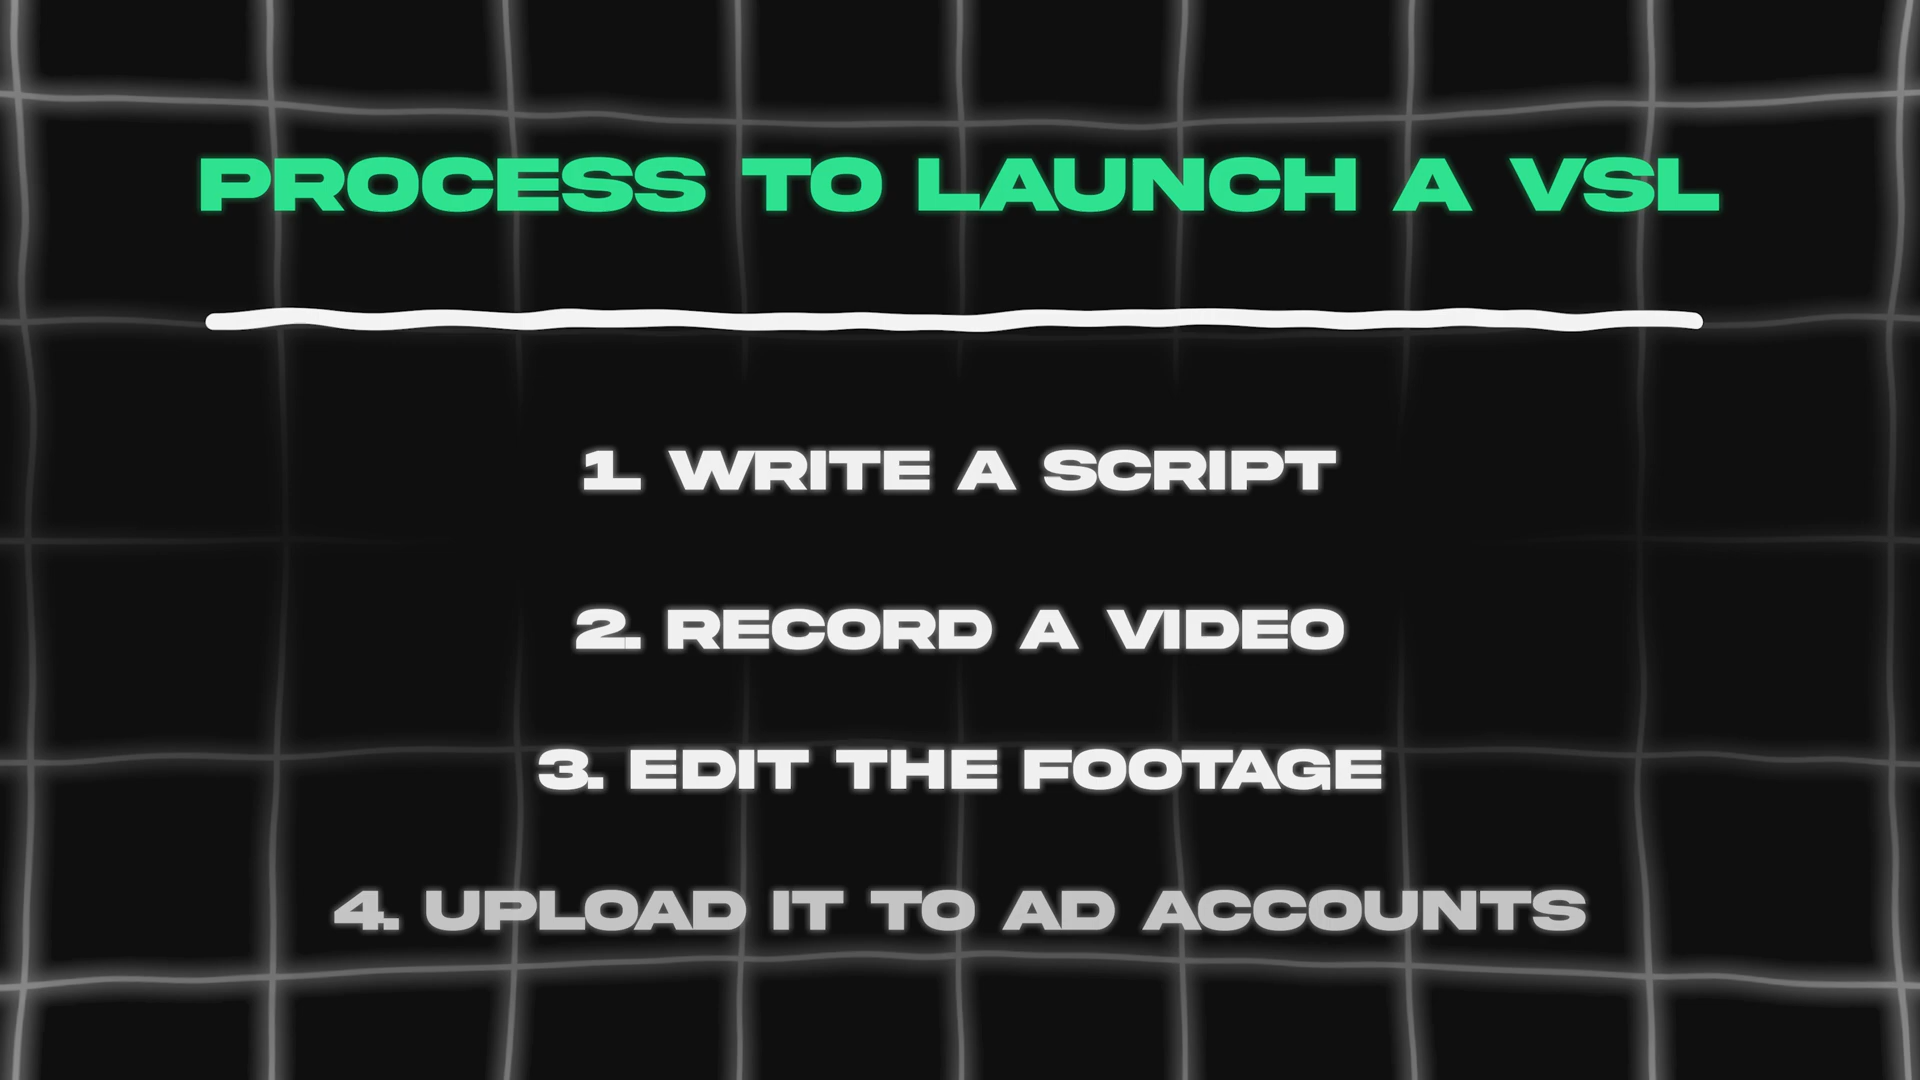 PROCESS TO LAUNCH A VSL
1. WRITE A SCRIPT
2. RECORD A VIDEO
3. EDIT THE FOOTAGE
4. UPLOAD IT TO AD ACCOUNTS